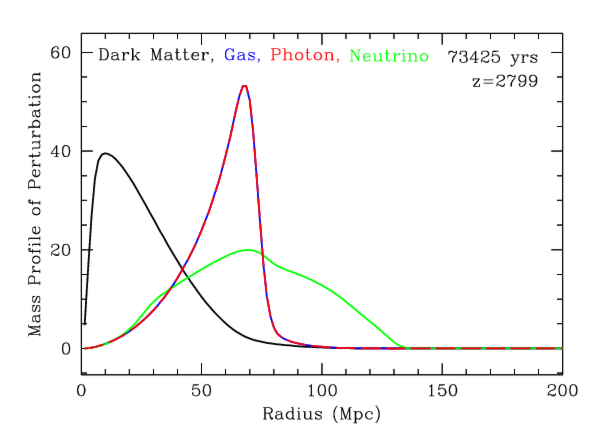 Dark Matter, Gas, Photon, Neutrino 73425 yrs
z=2799
Mass Profile of Perturbation
60
40
20
0
0 50 100 150 200
Radius (Mpc)